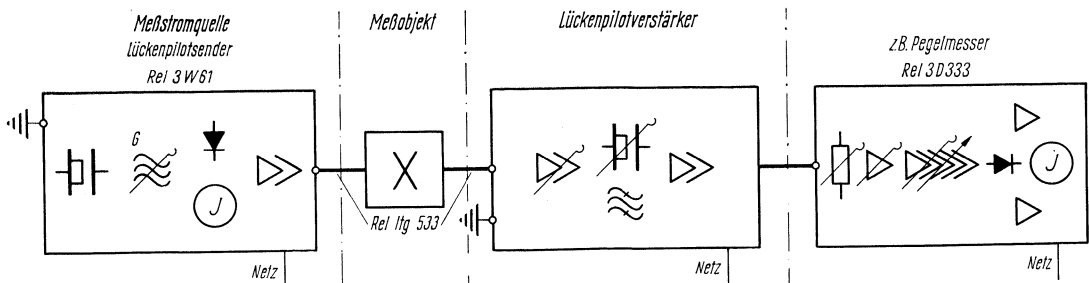 Meßstromquelle
Lückenpilotsender
Rel 3 W 61
Meßobjekt
Lückenpilotverstärker
z.B. Pegelmesser
Rel 3 D 333
G
J
X
Rel ltg 533
J
Netz
Netz
Netz